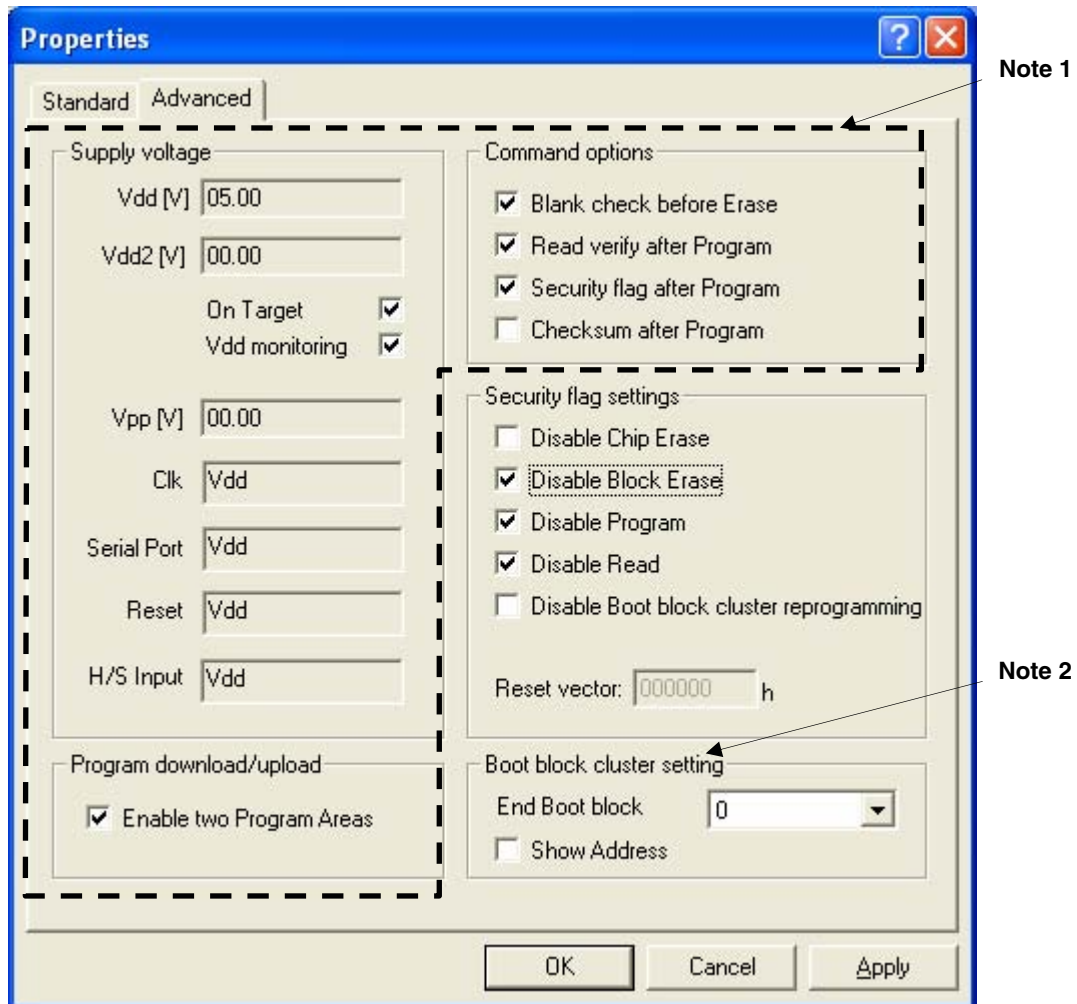 Properties
Note 1
Standard
Advanced
Supply voltage
Vdd [V]
05.00
Vdd2 [V]
00.00
On Target
Vdd monitoring
Vpp [V]
00.00
Clk
Vdd
Serial Port
Vdd
Reset
Vdd
H/S Input
Vdd
Program download/upload
Enable two Program Areas
Command options
Blank check before Erase
Read verify after Program
Security flag after Program
Checksum after Program
Security flag settings
Disable Chip Erase
Disable Block Erase
Disable Program
Disable Read
Disable Boot block cluster reprogramming
Reset vector: 000000 h
Note 2
Boot block cluster setting
End Boot block
0
Show Address
OK
Cancel
Apply